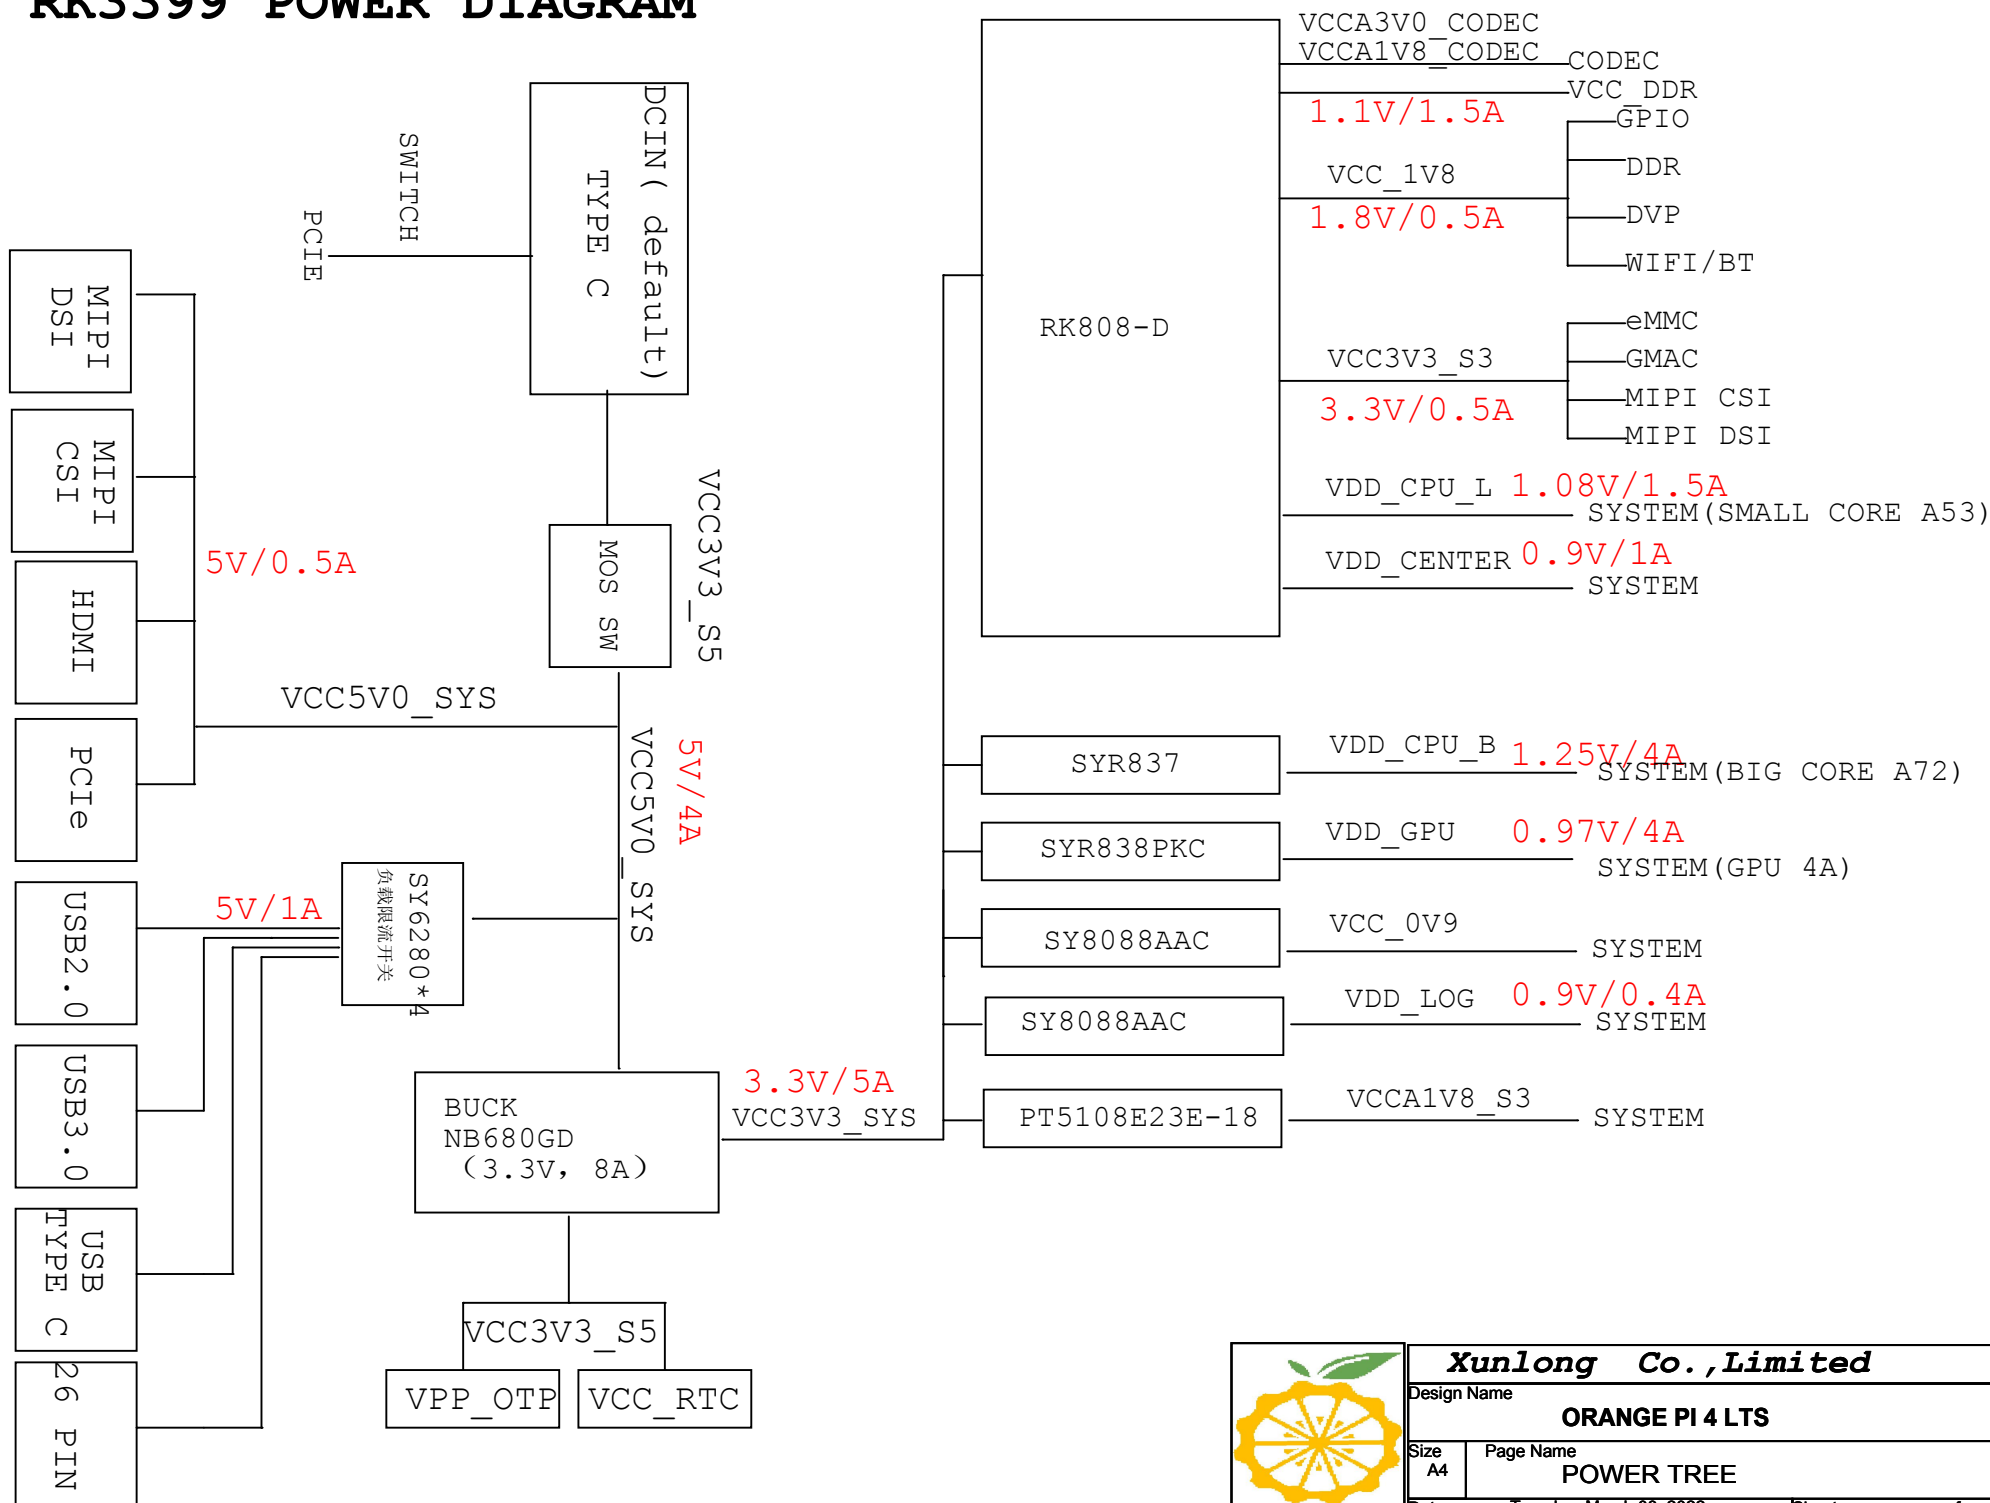 RK3399 POWER DIAGRAM
DCIN( default)
TYPE C
SWITCH
PCIE
MIPI
DSI
MIPI
CSI
HDMI
PCIe
USB2.0
USB3.0
USB
TYPE C
26 PIN
5V/0.5A
VCC5V0_SYS
MOS SW
VCC3V3_S5
VCC5V0_SYS
5V/4A
5V/1A
SY6280*4
负载限流开关
BUCK
NB680GD
（3.3V, 8A）
3.3V/5A
VCC3V3_SYS
VCC3V3_S5
VPP_OTP
VCC_RTC
RK808-D
VCCA3V0_CODEC
VCCA1V8_CODEC
CODEC
VCC_DDR
1.1V/1.5A
GPIO
VCC_1V8
DDR
1.8V/0.5A
DVP
WIFI/BT
eMMC
VCC3V3_S3
GMAC
3.3V/0.5A
MIPI CSI
MIPI DSI
VDD_CPU_L 1.08V/1.5A
SYSTEM(SMALL CORE A53)
VDD_CENTER 0.9V/1A
SYSTEM
SYR837
VDD_CPU_B 1.25V/4A
SYSTEM(BIG CORE A72)
SYR838PKC
VDD_GPU 0.97V/4A
SYSTEM(GPU 4A)
SY8088AAC
VCC_0V9
SYSTEM
SY8088AAC
VDD_LOG 0.9V/0.4A
SYSTEM
PT5108E23E-18
VCCA1V8_S3
SYSTEM
Xunlong Co.,Limited
Design Name
ORANGE PI 4 LTS
Size
A4
Page Name
POWER TREE